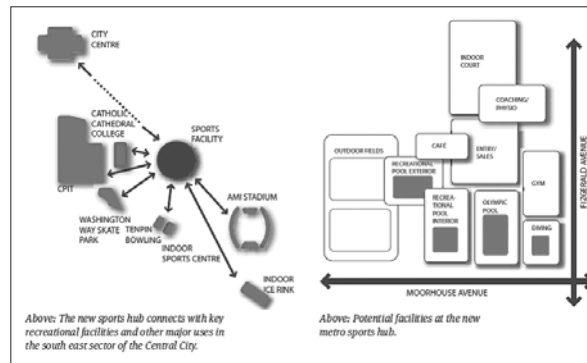 CITY
CENTRE
CATHOLIC
CATHEDRAL
COLLEGE
SPORTS
FACILITY
CPIT
WASHINGTON
WAY SKATE
PARK
TENPIN
BOWLING
INDOOR
SPORTS CENTRE
AMI STADIUM
INDOOR
ICE RINK
Above: The new sports hub connects with key
recreational facilities and other major uses in
the south east sector of the Central City.
INDOOR
COURT
COACHING/
PHYSIO
CAFÉ
ENTRY/
SALES
OUTDOOR FIELDS
RECREATIONAL
POOL EXTERIOR
GYM
RECREA-
TIONAL
POOL
INTERIOR
OLYMPIC
POOL
DIVING
FIZGERALD AVENUE
MOORHOUSE AVENUE
Above: Potential facilities at the new
metro sports hub.